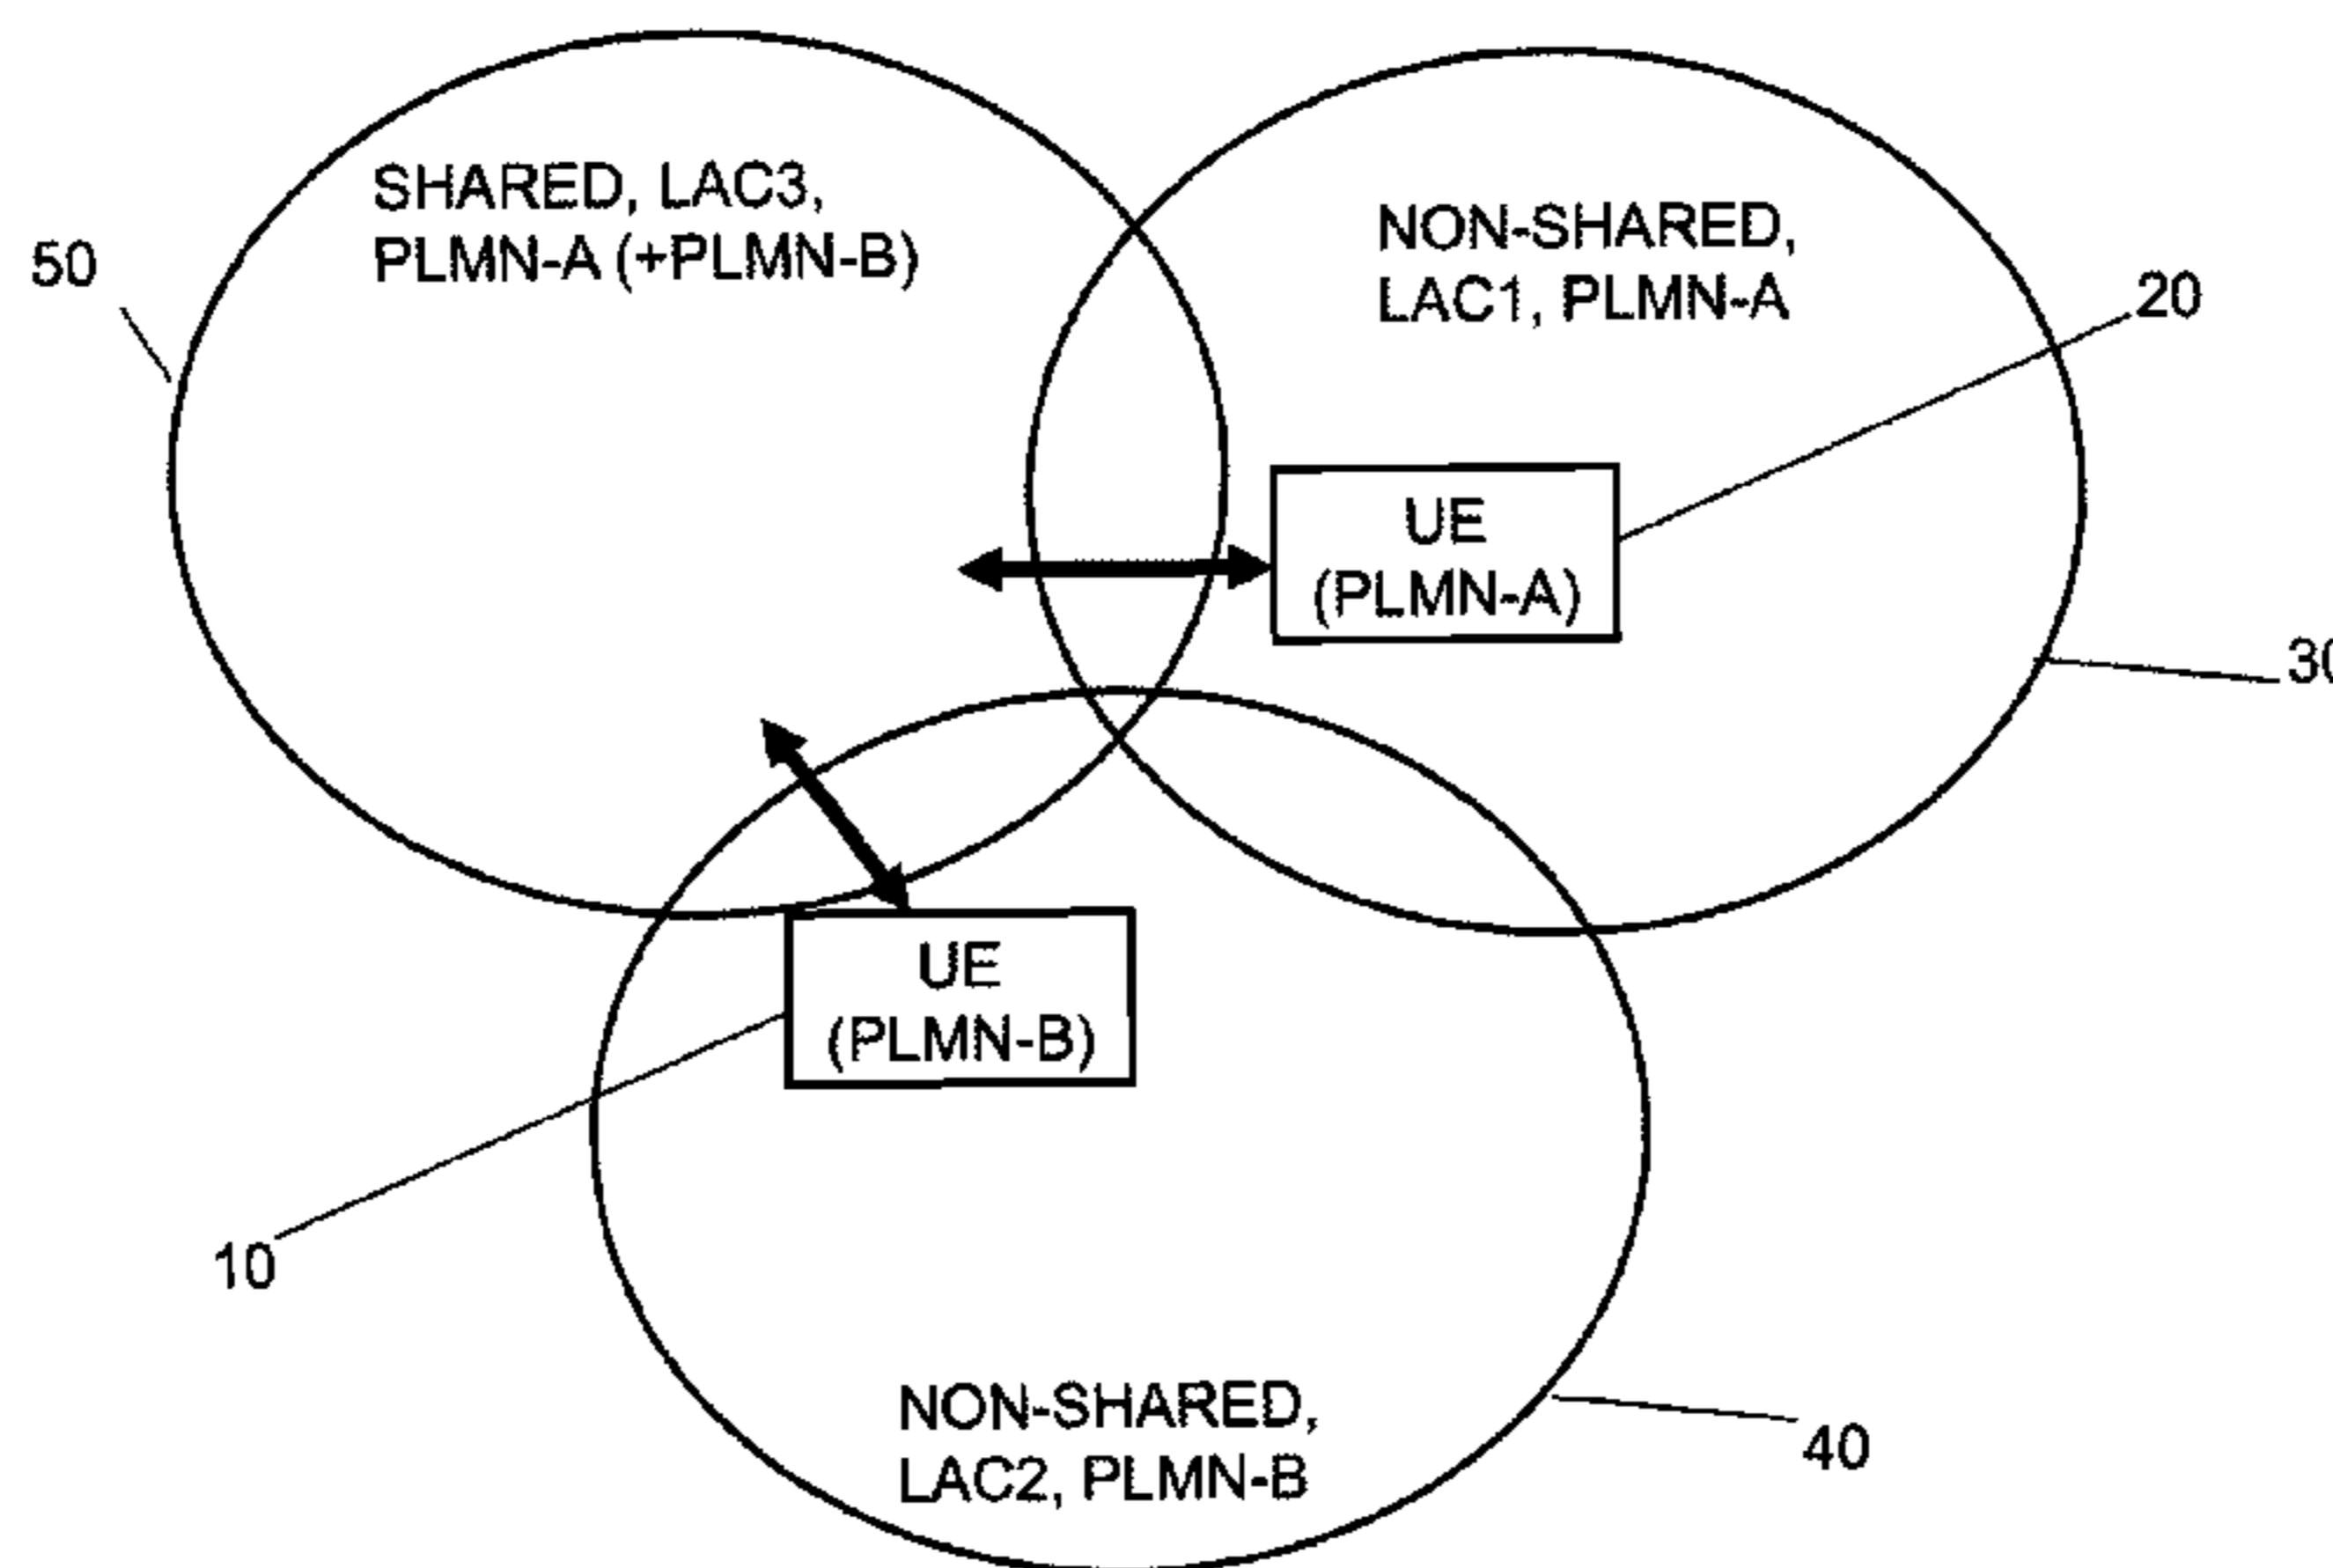 SHARED, LAC3,
PLMN-A (+PLMN-B)
50
NON-SHARED,
LAC1, PLMN-A
20
UE
(PLMN-A)
30
UE
(PLMN-B)
10
NON-SHARED,
LAC2, PLMN-B
40